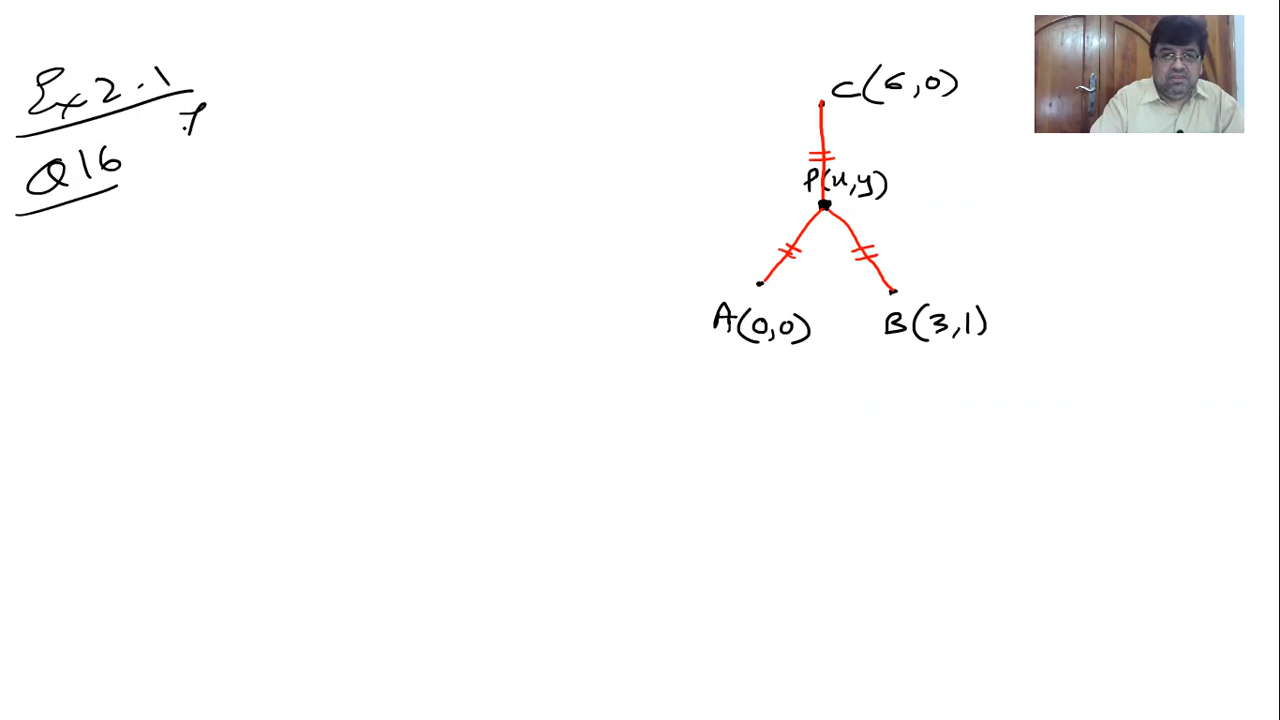 Ex 2.1
Q16
C(6,0)
P(x,y)
A(0,0)
B(3,1)